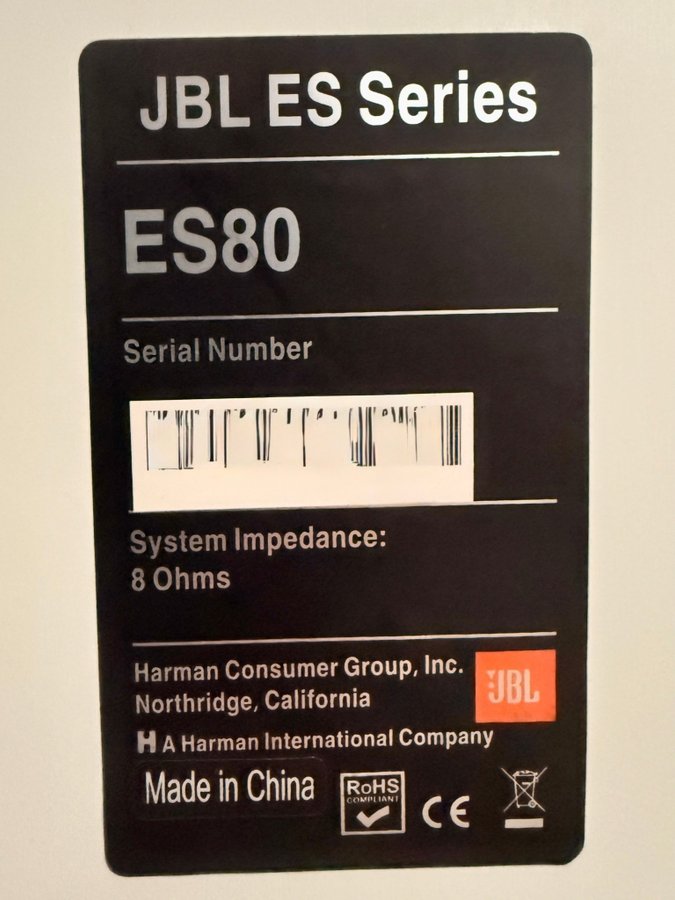 JBL ES Series
ES80
Serial Number
System Impedance:
8 Ohms
Harman Consumer Group, Inc.
Northridge, California
JBL
H A Harman International Company
Made in China
RoHS
COMPLIANT
CE